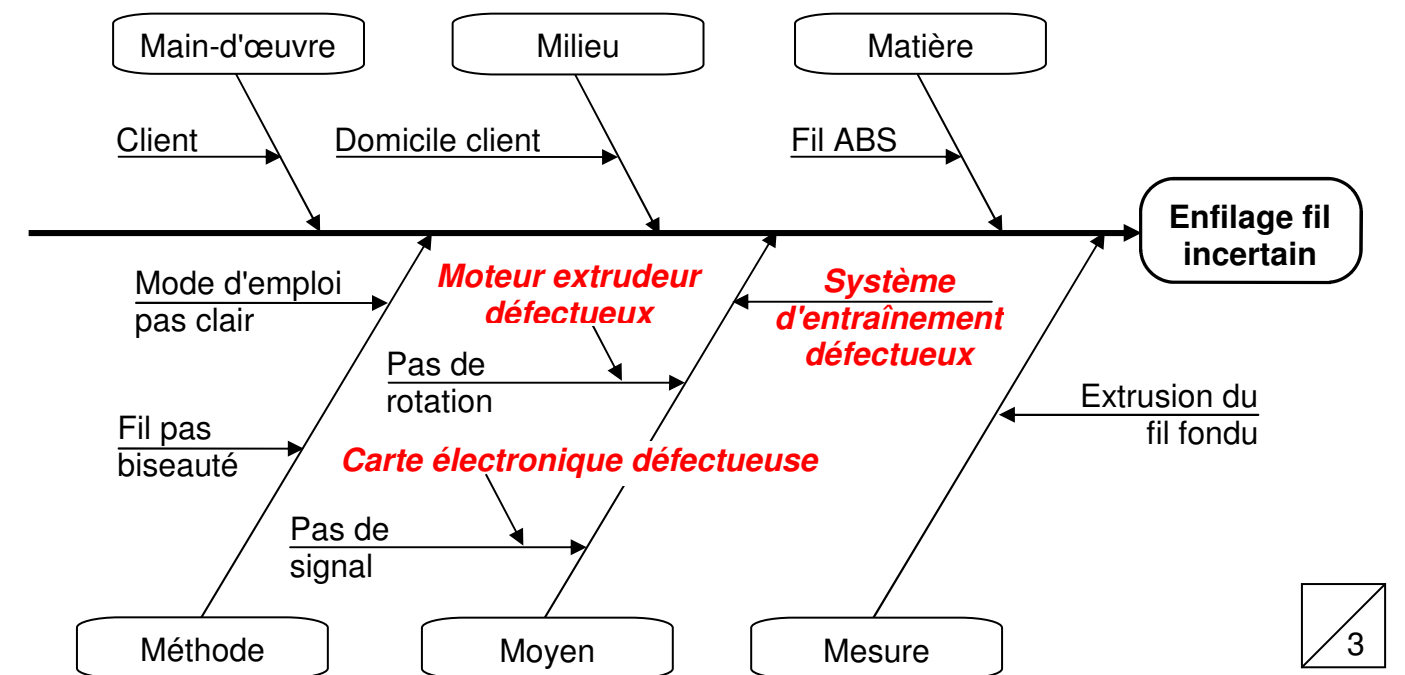 Main-d'œuvre
Milieu
Matière
Client
Domicile client
Fil ABS
Enfilage fil
incertain
Mode d'emploi
pas clair
Moteur extrudeur
défectueux
Système
d'entraînement
défectueux
Pas de
rotation
Extrusion du
fil fondu
Fil pas
biseauté
Carte électronique défectueuse
Pas de
signal
Méthode
Moyen
Mesure
3